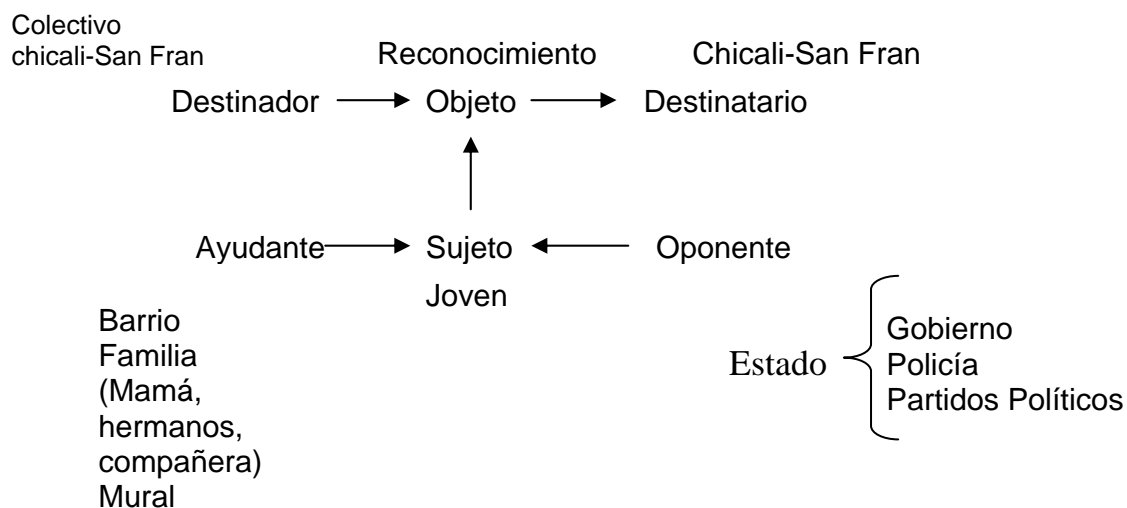 Colectivo
chicali-San Fran
Reconocimiento
Chicali-San Fran
Destinador
Objeto
Destinatario
Ayudante
Sujeto
Oponente
Joven
Barrio
Familia
(Mamá,
hermanos,
compañera)
Mural
Estado
Gobierno
Policía
Partidos Políticos